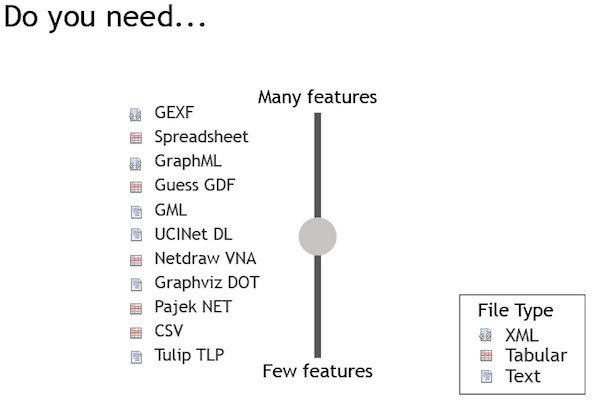 Do you need...
Many features
GEXF
Spreadsheet
GraphML
Guess GDF
GML
UCINet DL
Netdraw VNA
Graphviz DOT
Pajek NET
CSV
Tulip TLP
Few features
File Type
XML
Tabular
Text